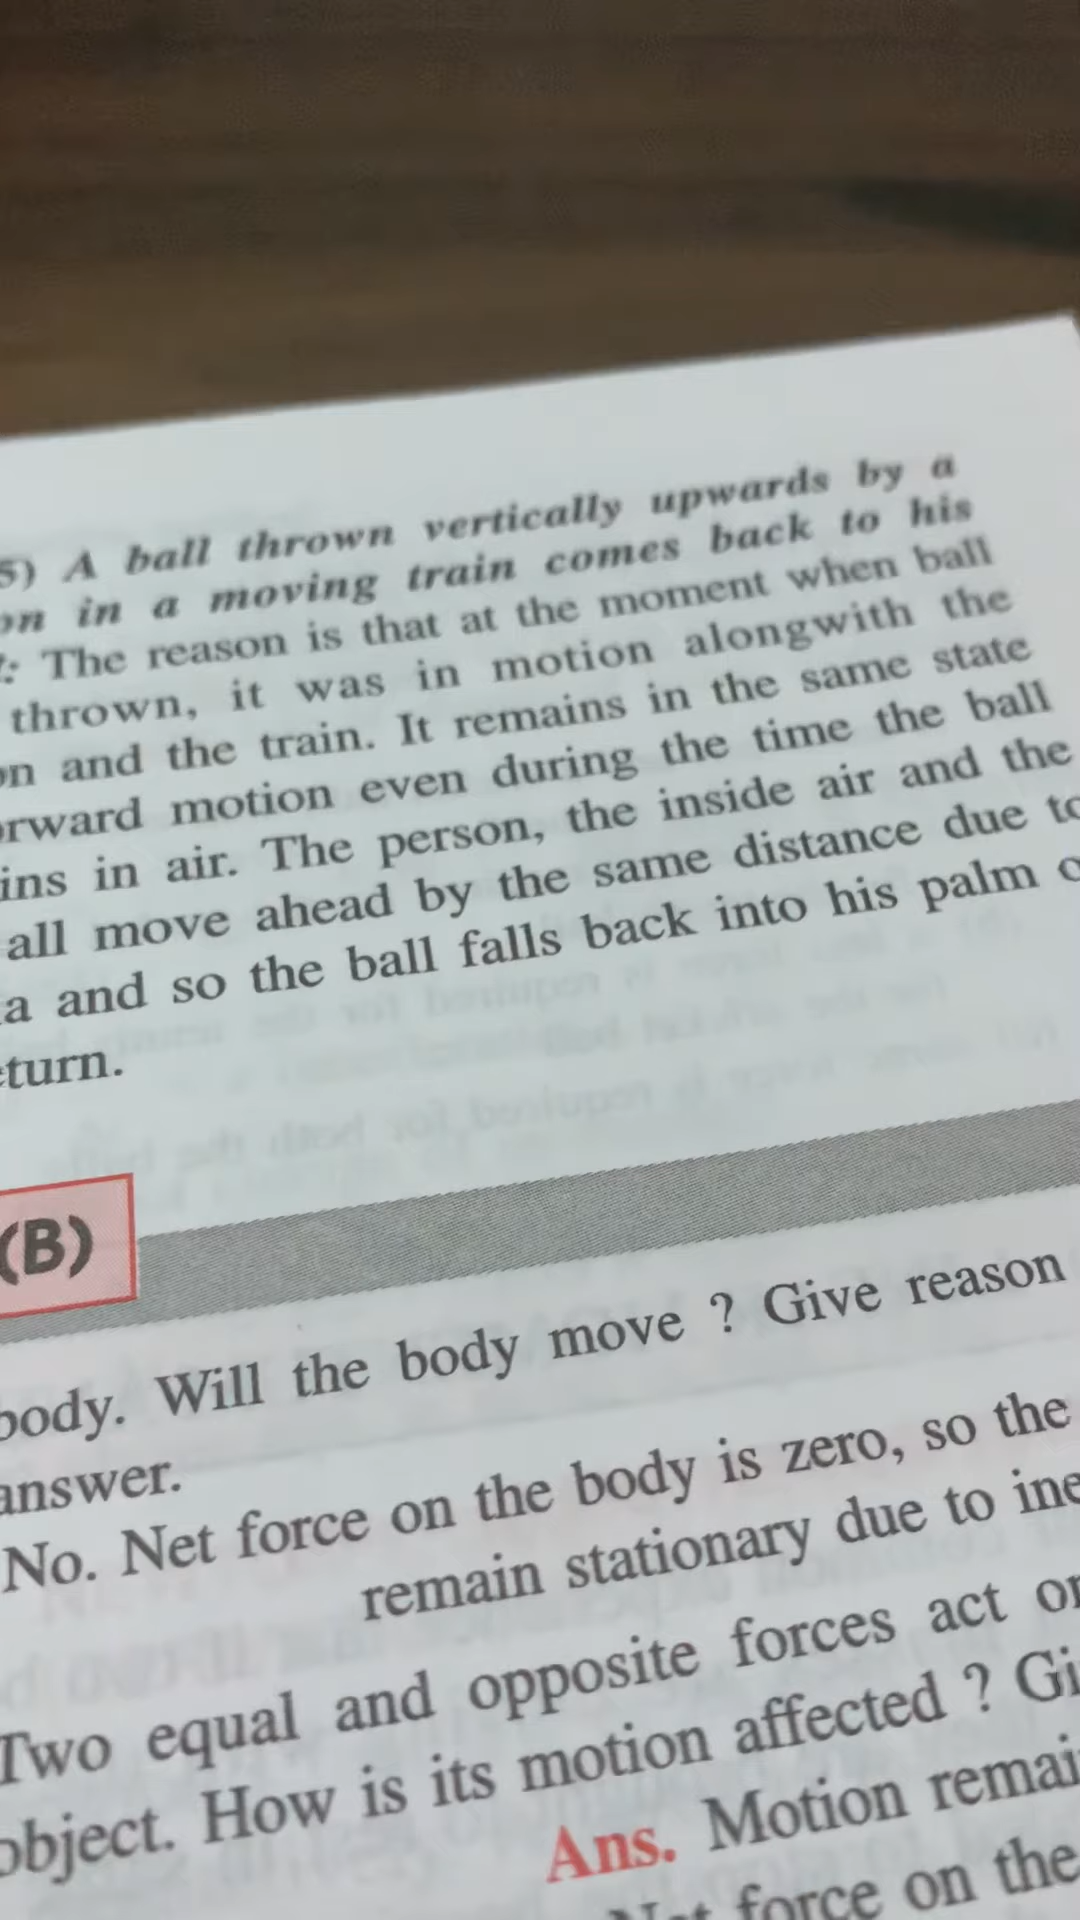 5) A ball thrown vertically upwards by a
on in a moving train comes back to his
: The reason is that at the moment when ball
thrown, it was in motion alongwith the
on and the train. It remains in the same state
orward motion even during the time the ball
ins in air. The person, the inside air and the
all move ahead by the same distance due to
a and so the ball falls back into his palm o
eturn.
(B)
body. Will the body move ? Give reason
answer.
No. Net force on the body is zero, so the
remain stationary due to ine
Two equal and opposite forces act on
object. How is its motion affected ? Gi
Ans. Motion remai
Net force on the